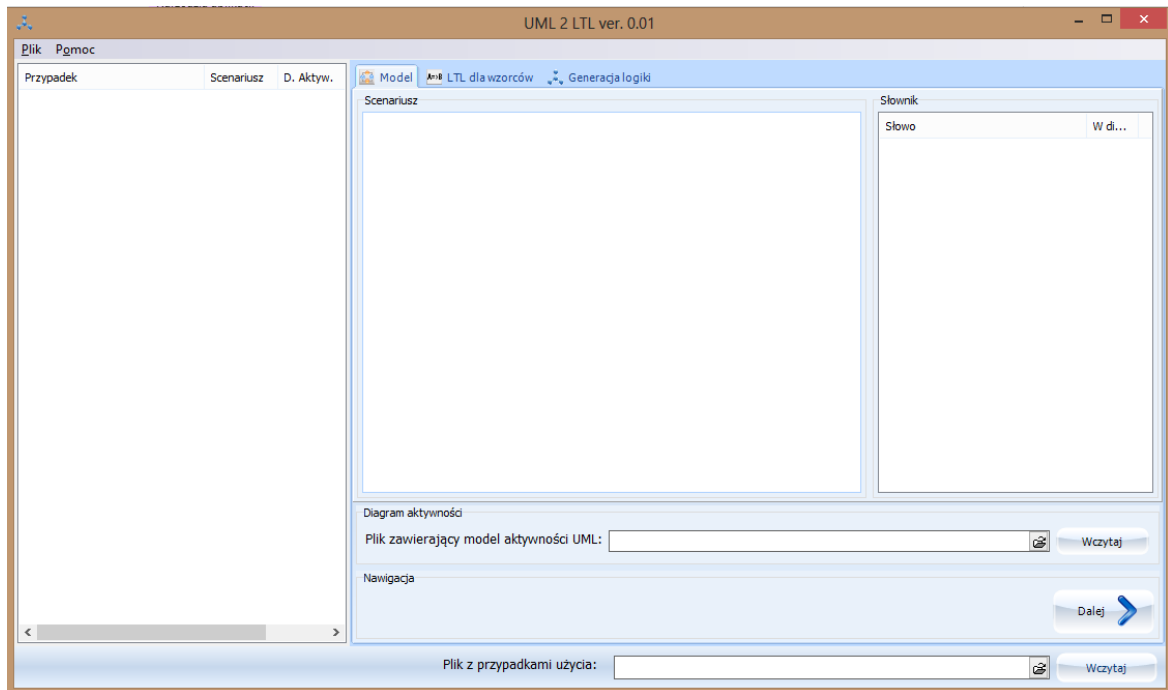 UML 2 LTL ver. 0.01
Plik Pomoc
Przypadek Scenariusz D. Aktyw.
Model A=>B LTL dla wzorców Generacja logiki
Scenariusz
Słownik
Słowo W di...
Diagram aktywności
Plik zawierający model aktywności UML:
Wczytaj
Nawigacja
Dalej
Plik z przypadkami użycia:
Wczytaj